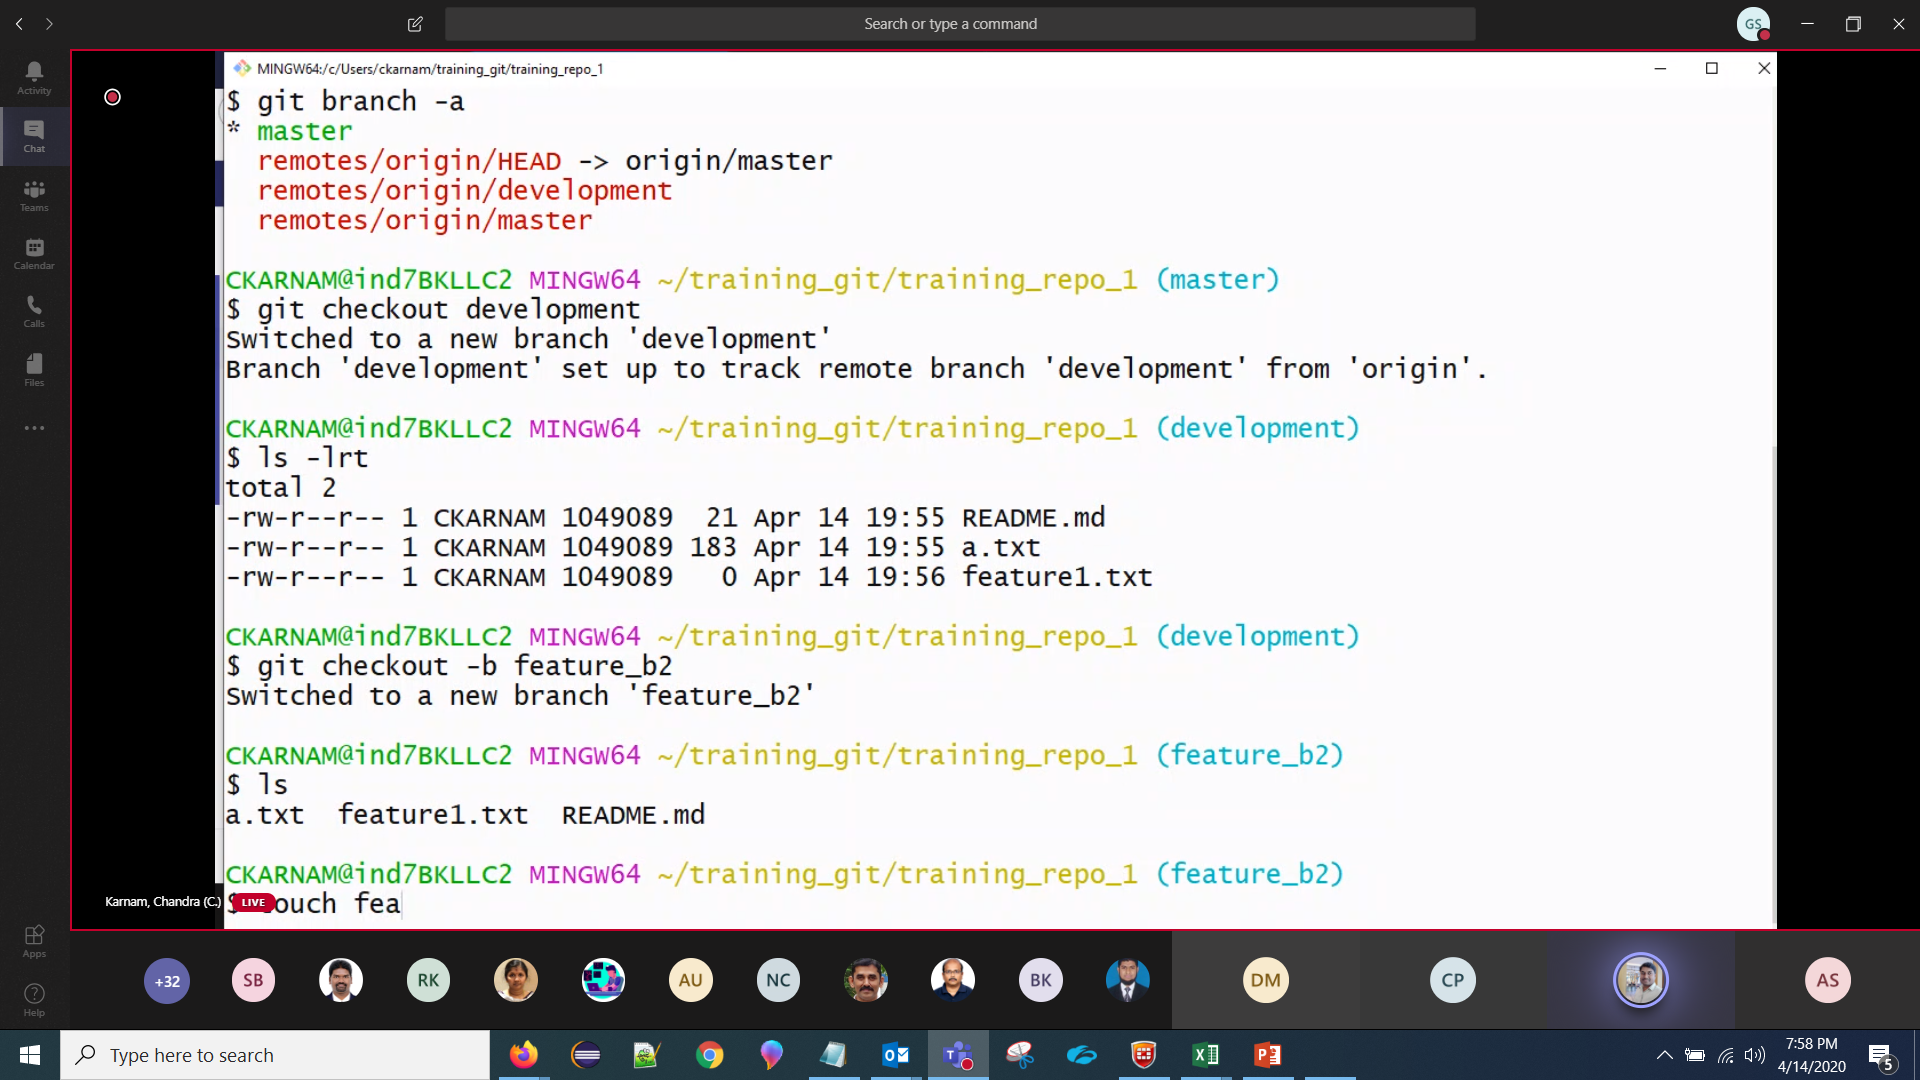 Search or type a command
GS
Activity
Chat
Teams
Calendar
Calls
Files
Apps
Help
MINGW64:/c/Users/ckarnam/training_git/training_repo_1
$ git branch -a
* master
remotes/origin/HEAD -> origin/master
remotes/origin/development
remotes/origin/master
CKARNAM@ind7BKLLC2 MINGW64 ~/training_git/training_repo_1 (master)
$ git checkout development
Switched to a new branch 'development'
Branch 'development' set up to track remote branch 'development' from 'origin'.
CKARNAM@ind7BKLLC2 MINGW64 ~/training_git/training_repo_1 (development)
$ ls -lrt
total 2
-rw-r--r-- 1 CKARNAM 1049089 21 Apr 14 19:55 README.md
-rw-r--r-- 1 CKARNAM 1049089 183 Apr 14 19:55 a.txt
-rw-r--r-- 1 CKARNAM 1049089 0 Apr 14 19:56 feature1.txt
CKARNAM@ind7BKLLC2 MINGW64 ~/training_git/training_repo_1 (development)
$ git checkout -b feature_b2
Switched to a new branch 'feature_b2'
CKARNAM@ind7BKLLC2 MINGW64 ~/training_git/training_repo_1 (feature_b2)
$ ls
a.txt feature1.txt README.md
CKARNAM@ind7BKLLC2 MINGW64 ~/training_git/training_repo_1 (feature_b2)
$ touch fea
Karnam, Chandra (C.)
LIVE
+32 SB RK AU NC BK DM CP AS
Type here to search
7:58 PM
4/14/2020
5